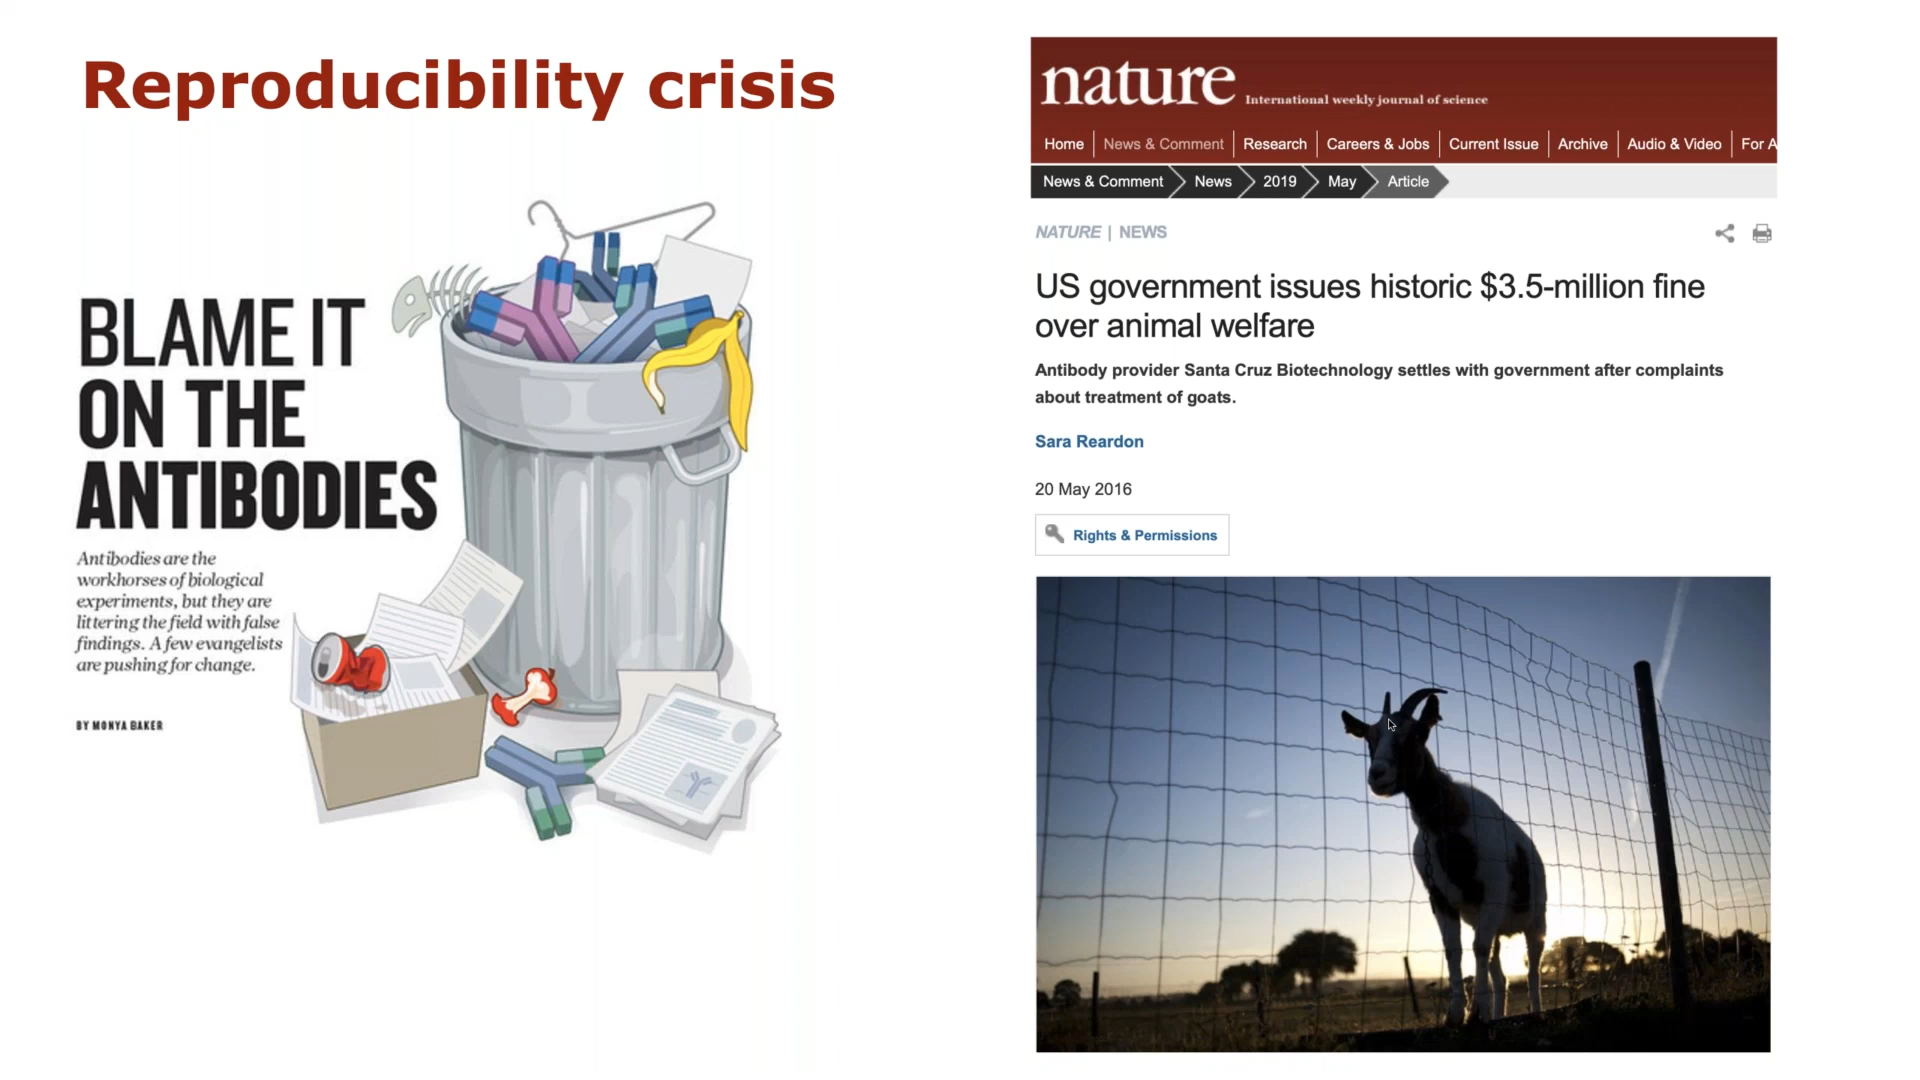 Reproducibility crisis
BLAME IT
ON THE
ANTIBODIES
Antibodies are the
workhorses of biological
experiments, but they are
littering the field with false
findings. A few evangelists
are pushing for change.
BY MONYA BAKER
nature International weekly journal of science
Home News & Comment Research Careers & Jobs Current Issue Archive Audio & Video For A
News & Comment News 2019 May Article
NATURE | NEWS
US government issues historic $3.5-million fine
over animal welfare
Antibody provider Santa Cruz Biotechnology settles with government after complaints
about treatment of goats.
Sara Reardon
20 May 2016
Rights & Permissions